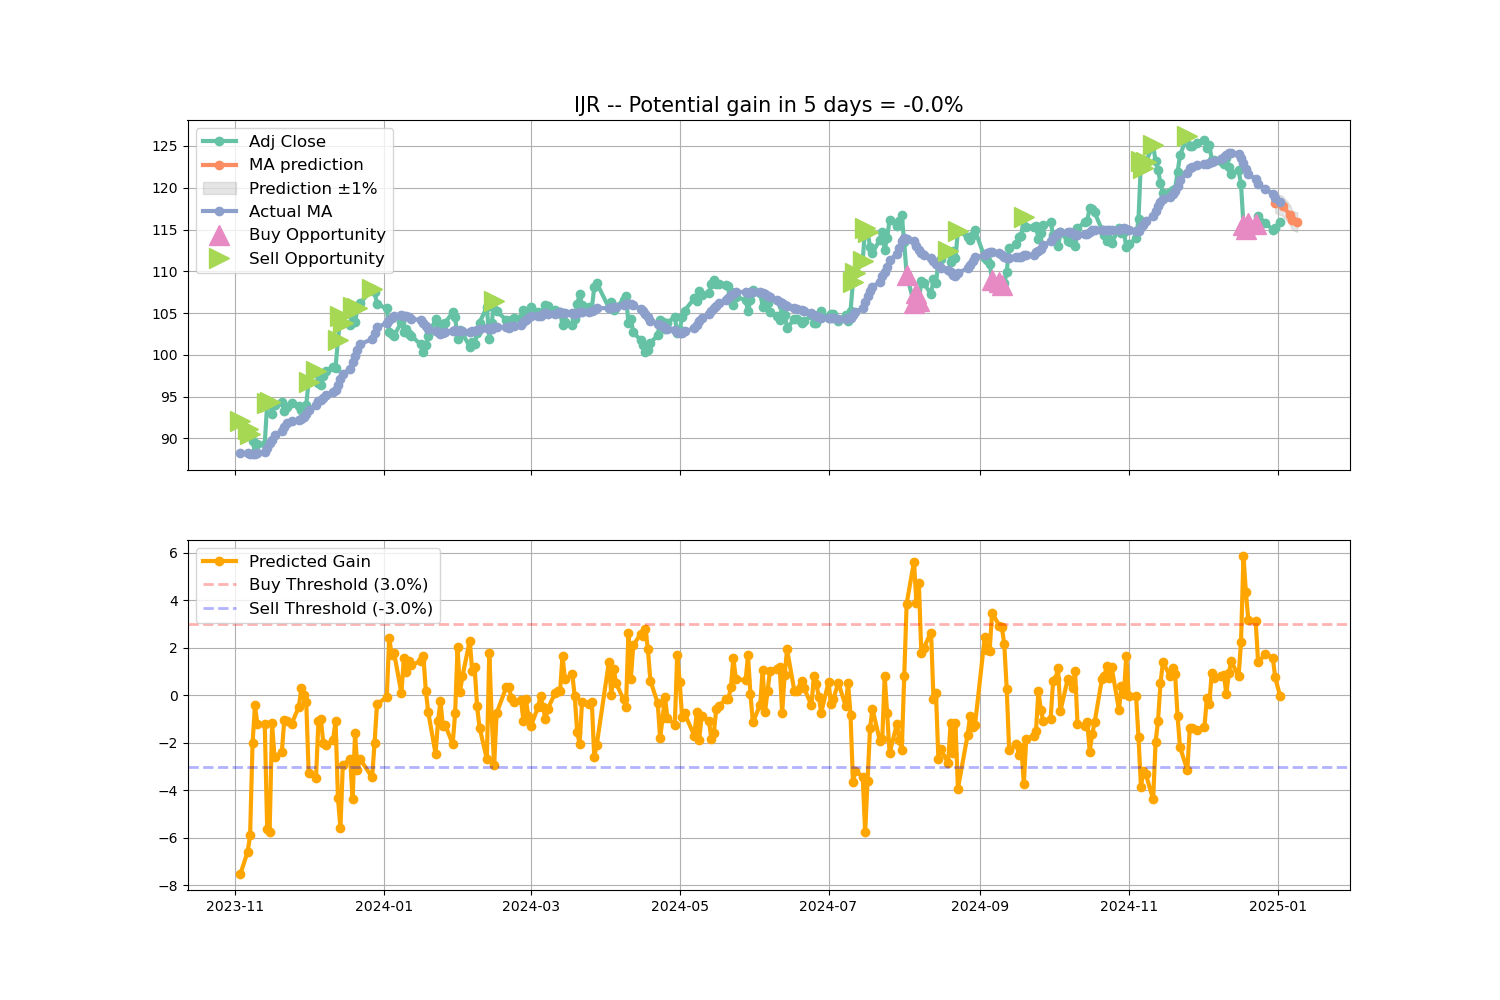 IJR -- Potential gain in 5 days = -0.0%
125
120
115
110
105
100
95
90
Adj Close
MA prediction
Prediction ±1%
Actual MA
Buy Opportunity
Sell Opportunity
6
4
2
0
−2
−4
−6
−8
Predicted Gain
Buy Threshold (3.0%)
Sell Threshold (-3.0%)
2023-11 2024-01 2024-03 2024-05 2024-07 2024-09 2024-11 2025-01